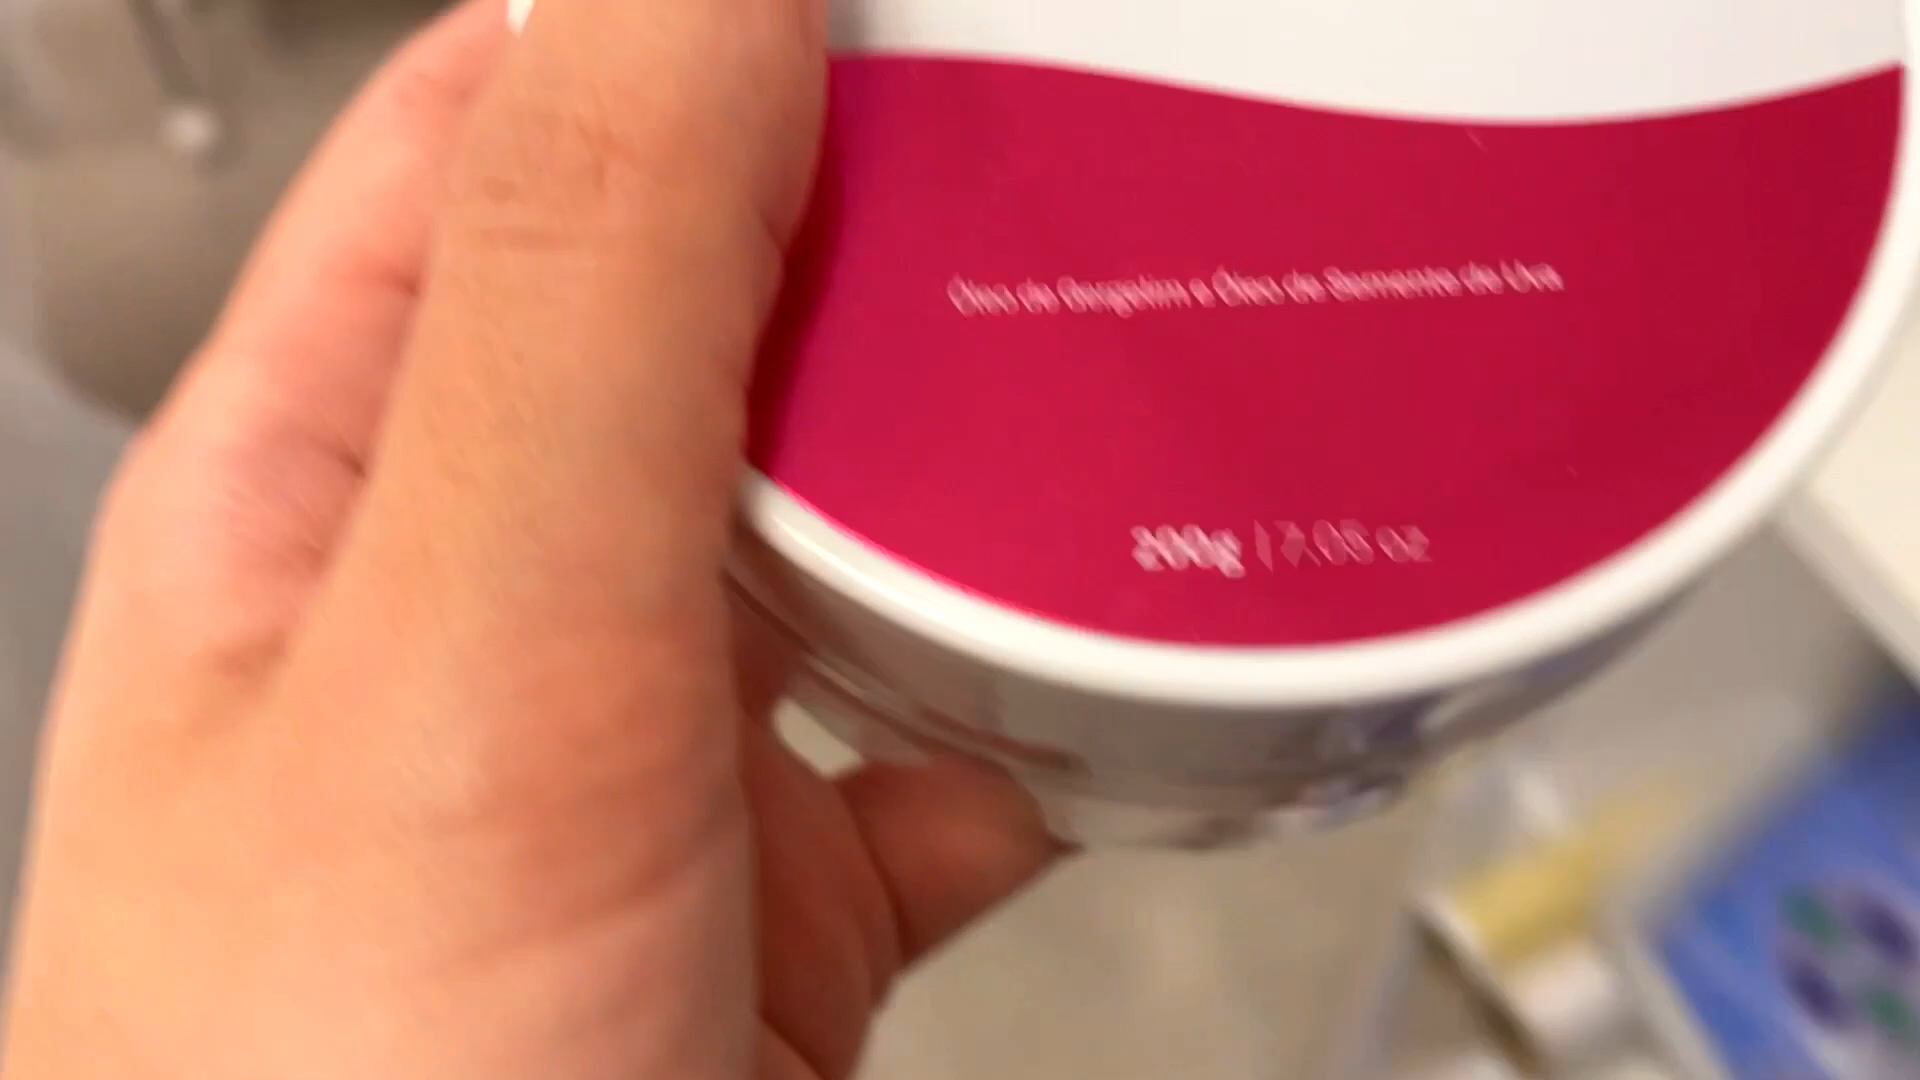 Óleo de Gergelim e Óleo de Semente de Uva
200g | 7.05 oz